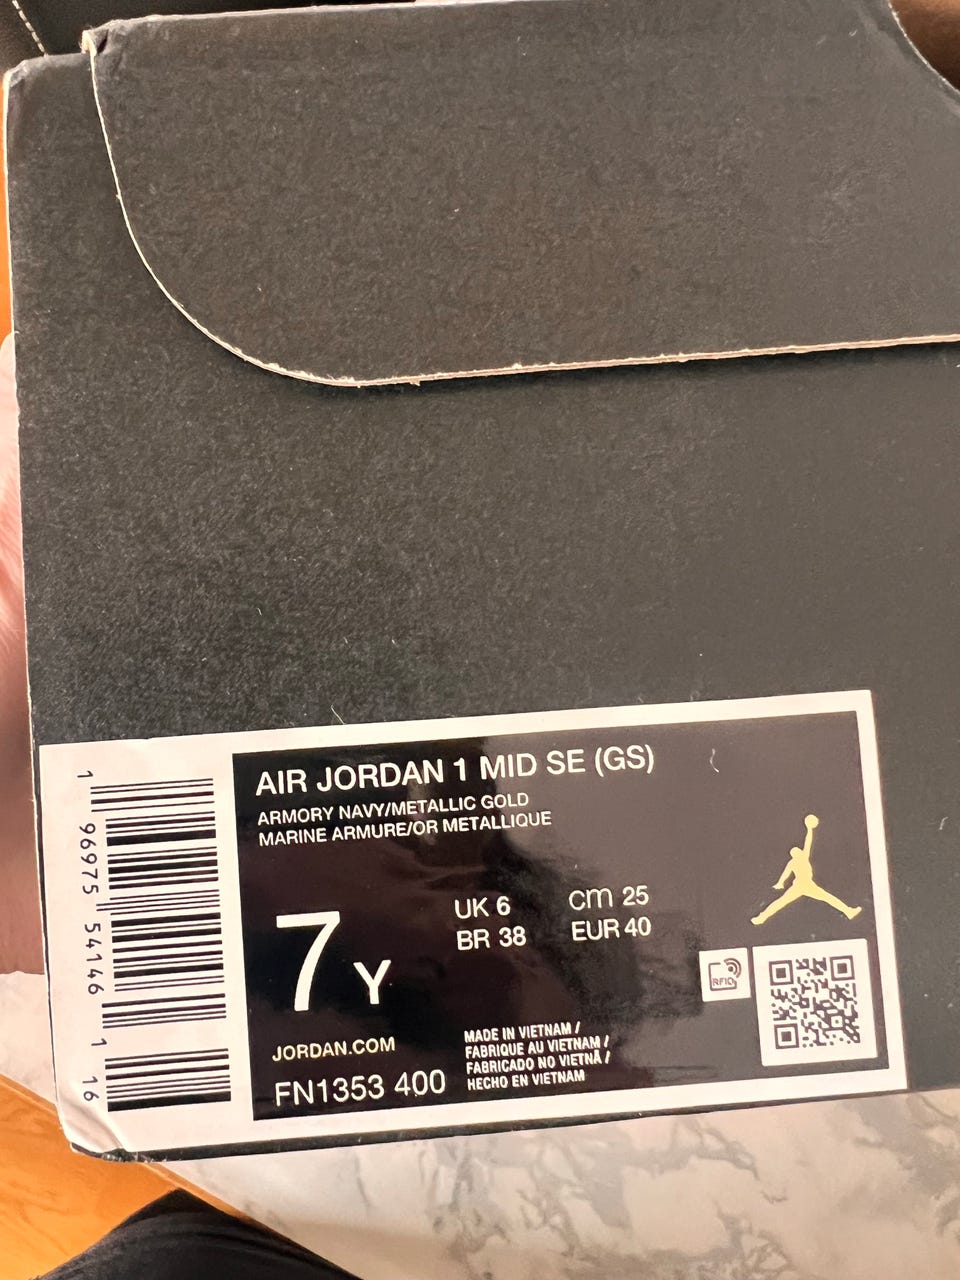 AIR JORDAN 1 MID SE (GS)
ARMORY NAVY/METALLIC GOLD
MARINE ARMURE/OR METALLIQUE
7 Y
UK 6
BR 38
cm 25
EUR 40
RFID
JORDAN.COM
FN1353 400
MADE IN VIETNAM /
FABRIQUE AU VIETNAM /
FABRICADO NO VIETNÃ /
HECHO EN VIETNAM
1 96975 54146 1 16